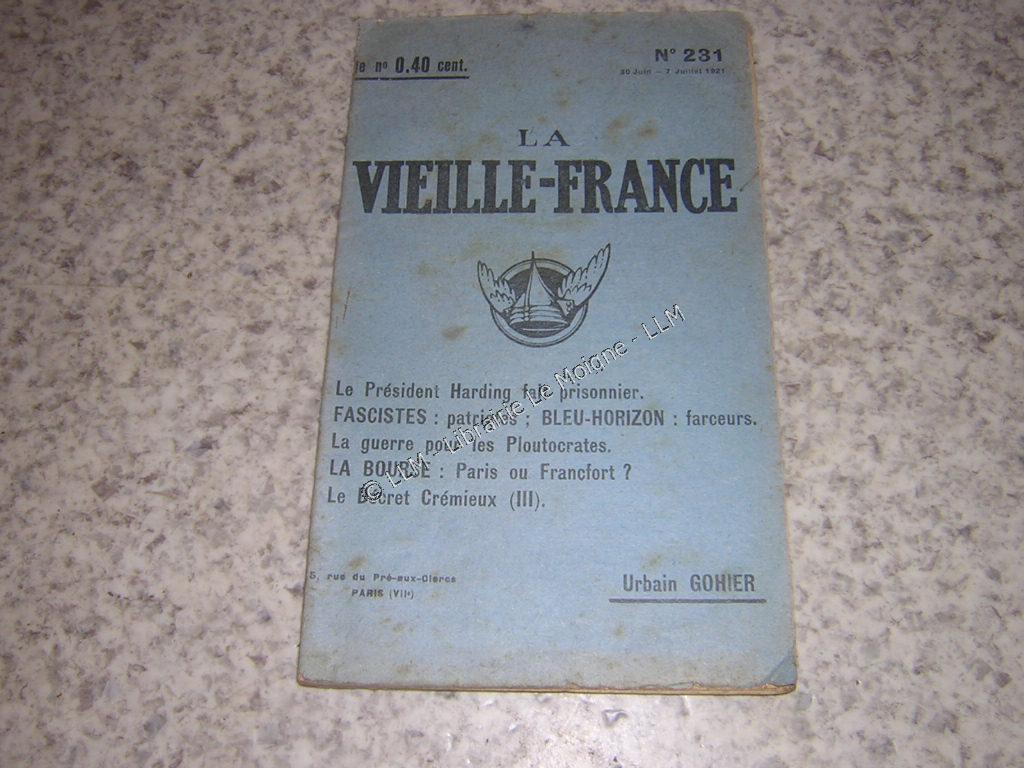 le nº 0.40 cent.
Nº 231
30 Juin — 7 Juillet 1921
LA
VIEILLE-FRANCE
Le Président Harding fait prisonnier.
FASCISTES : patriotes ; BLEU-HORIZON : farceurs.
La guerre pour les Ploutocrates.
LA BOURSE : Paris ou Francfort ?
Le Décret Crémieux (III).
5, rue du Pré-aux-Clercs
PARIS (VIIe)
Urbain GOHIER
© LLM - Librairie Le Moigne - LLM